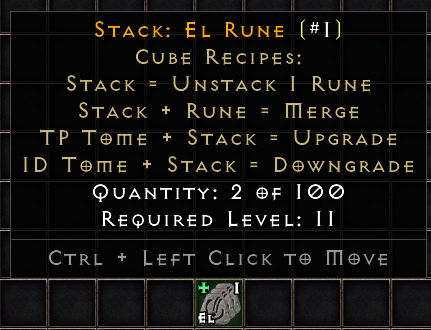 Stack: El Rune (#1)
Cube Recipes:
Stack = Unstack 1 Rune
Stack + Rune = Merge
TP Tome + Stack = Upgrade
ID Tome + Stack = Downgrade
Quantity: 2 of 100
Required Level: 11
Ctrl + Left Click to Move
+ 1
El